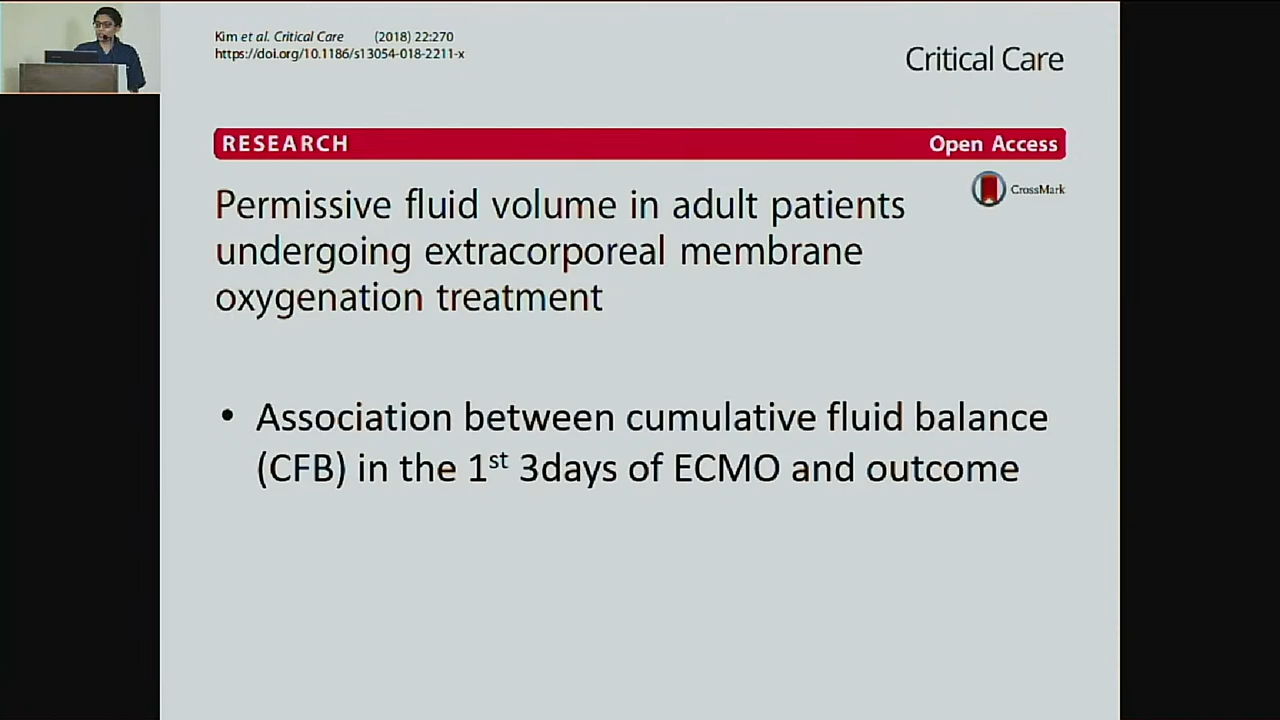 Kim et al. Critical Care (2018) 22:270
https://doi.org/10.1186/s13054-018-2211-x
Critical Care
RESEARCH Open Access
CrossMark
Permissive fluid volume in adult patients
undergoing extracorporeal membrane
oxygenation treatment
• Association between cumulative fluid balance
(CFB) in the 1st 3days of ECMO and outcome